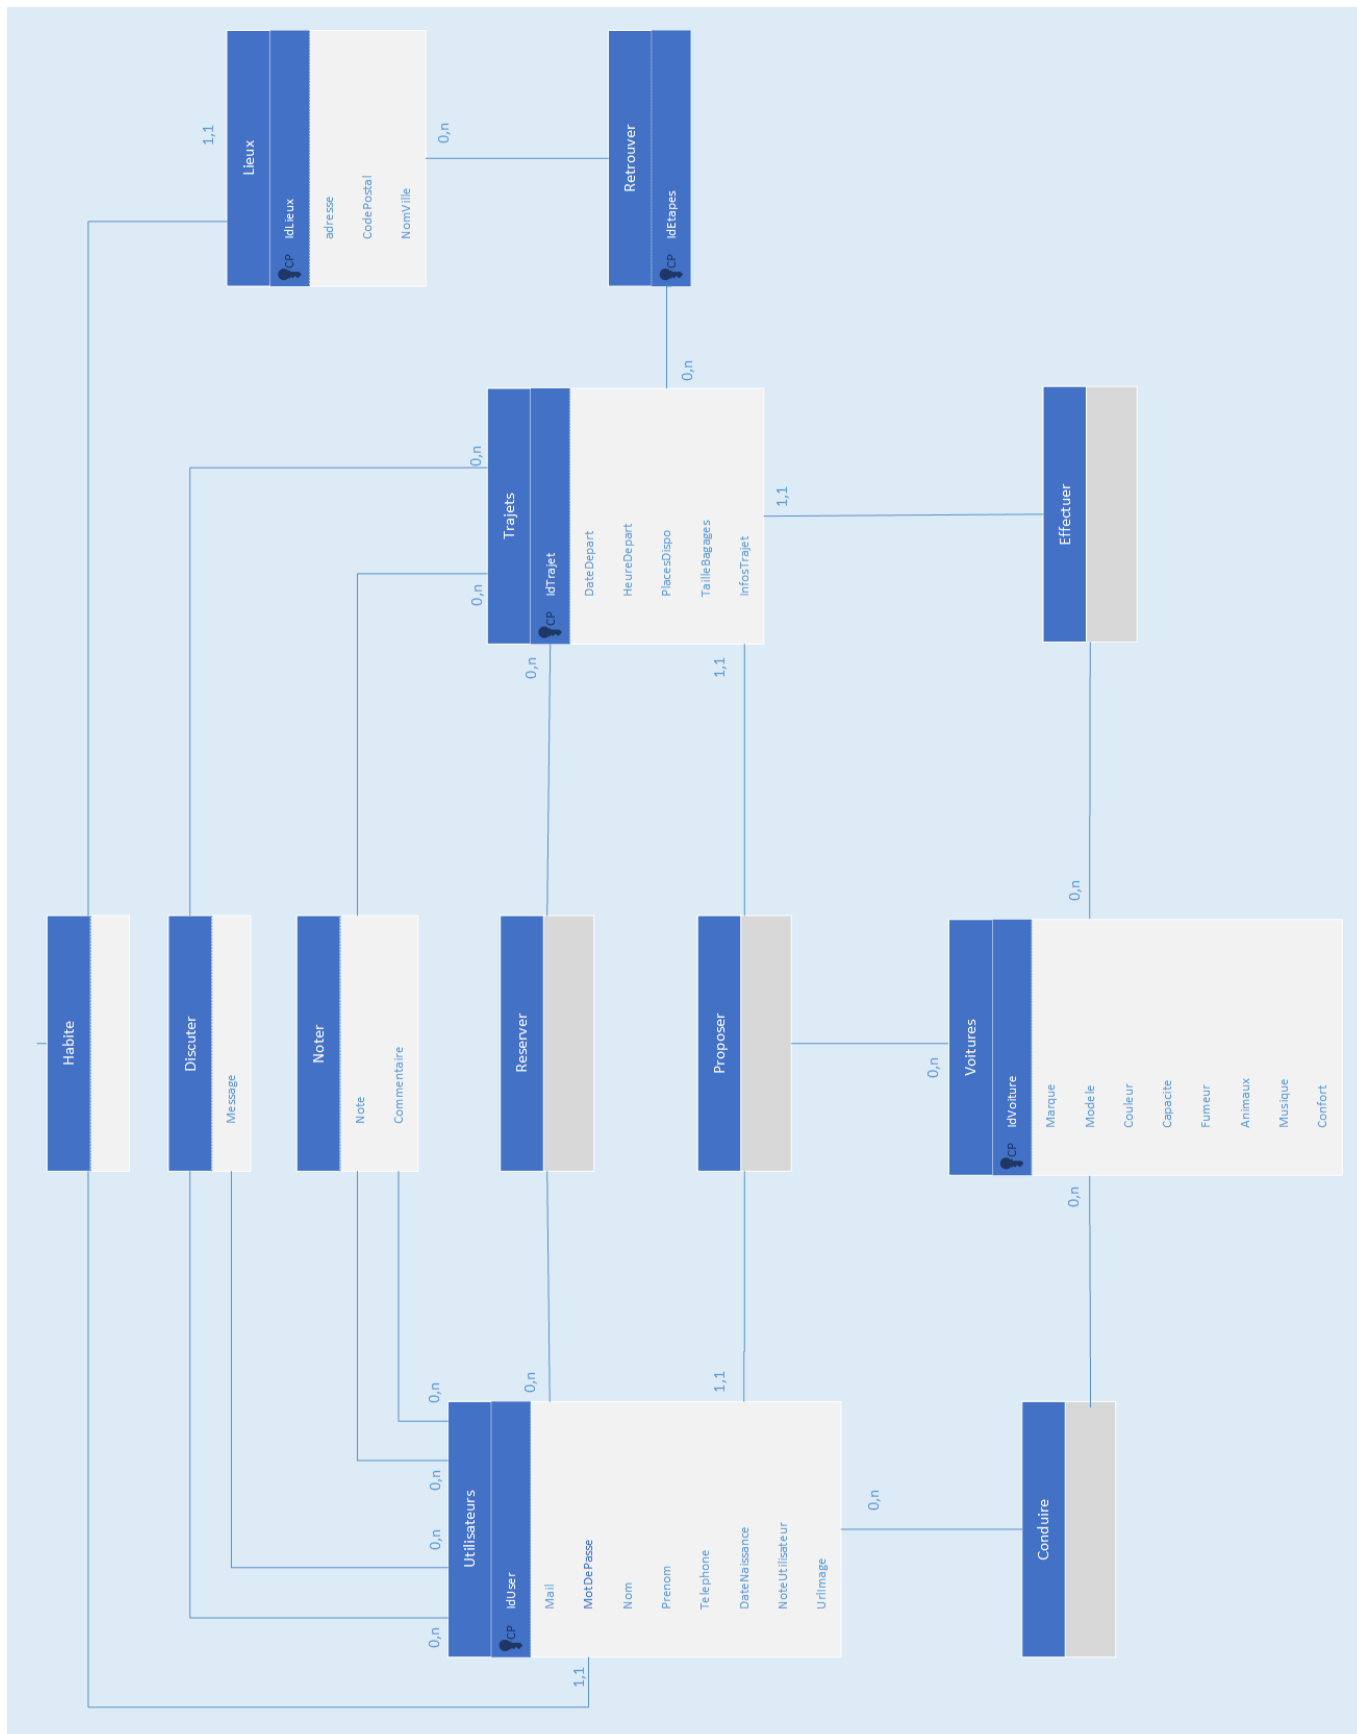 Habite
Discuter
Message
Noter
Note
Commentaire
Reserver
Proposer
Utilisateurs
CP IdUser
Mail
MotDePasse
Nom
Prenom
Telephone
DateNaissance
NoteUtilisateur
UrlImage
Trajets
CP IdTrajet
DateDepart
HeureDepart
PlacesDispo
TailleBagages
InfosTrajet
Lieux
CP IdLieux
adresse
CodePostal
NomVille
Retrouver
CP IdEtapes
Conduire
Voitures
CP IdVoiture
Marque
Modele
Couleur
Capacite
Fumeur
Animaux
Musique
Confort
Effectuer
1,1
0,n
0,n
0,n
0,n
0,n
1,1
1,1
0,n
0,n
0,n
0,n
0,n
0,n
1,1
1,1
0,n
0,n
0,n
0,n